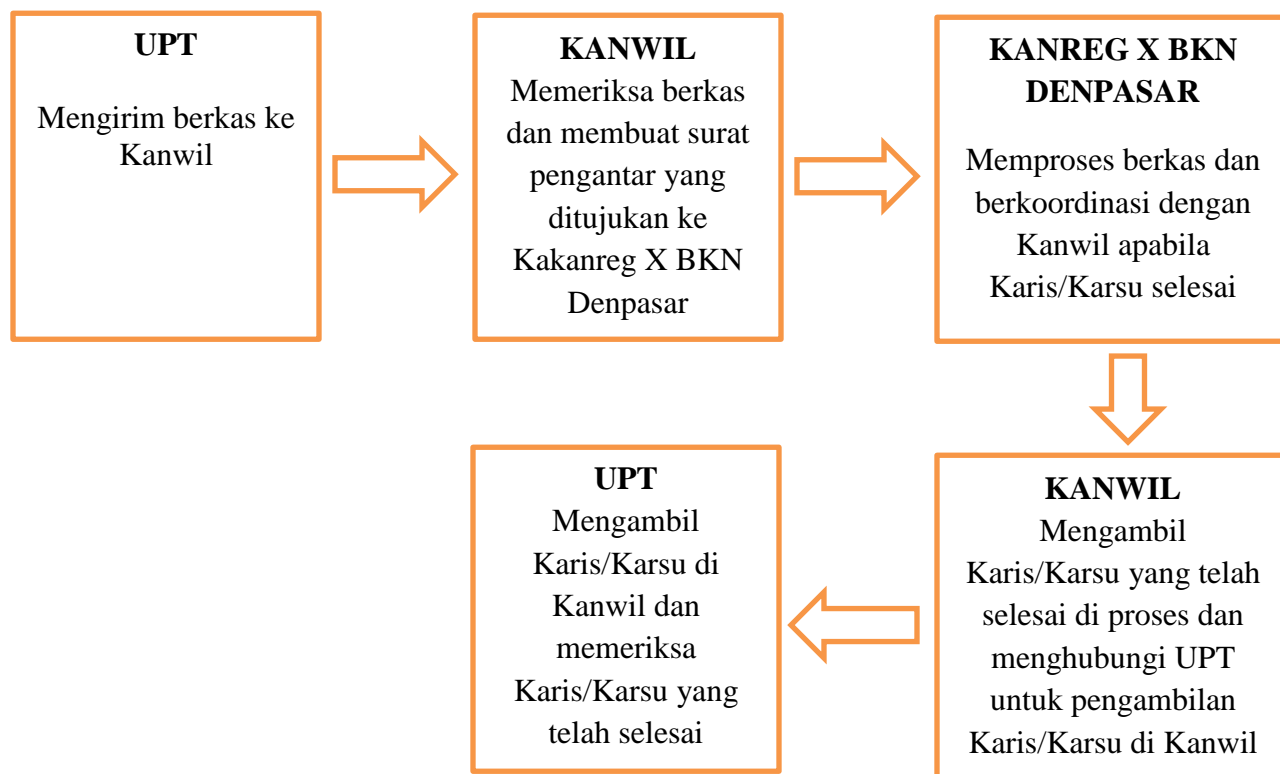 UPT
Mengirim berkas ke
Kanwil
KANWIL
Memeriksa berkas
dan membuat surat
pengantar yang
ditujukan ke
Kakanreg X BKN
Denpasar
KANREG X BKN
DENPASAR
Memproses berkas dan
berkoordinasi dengan
Kanwil apabila
Karis/Karsu selesai
KANWIL
Mengambil
Karis/Karsu yang telah
selesai di proses dan
menghubungi UPT
untuk pengambilan
Karis/Karsu di Kanwil
UPT
Mengambil
Karis/Karsu di
Kanwil dan
memeriksa
Karis/Karsu yang
telah selesai